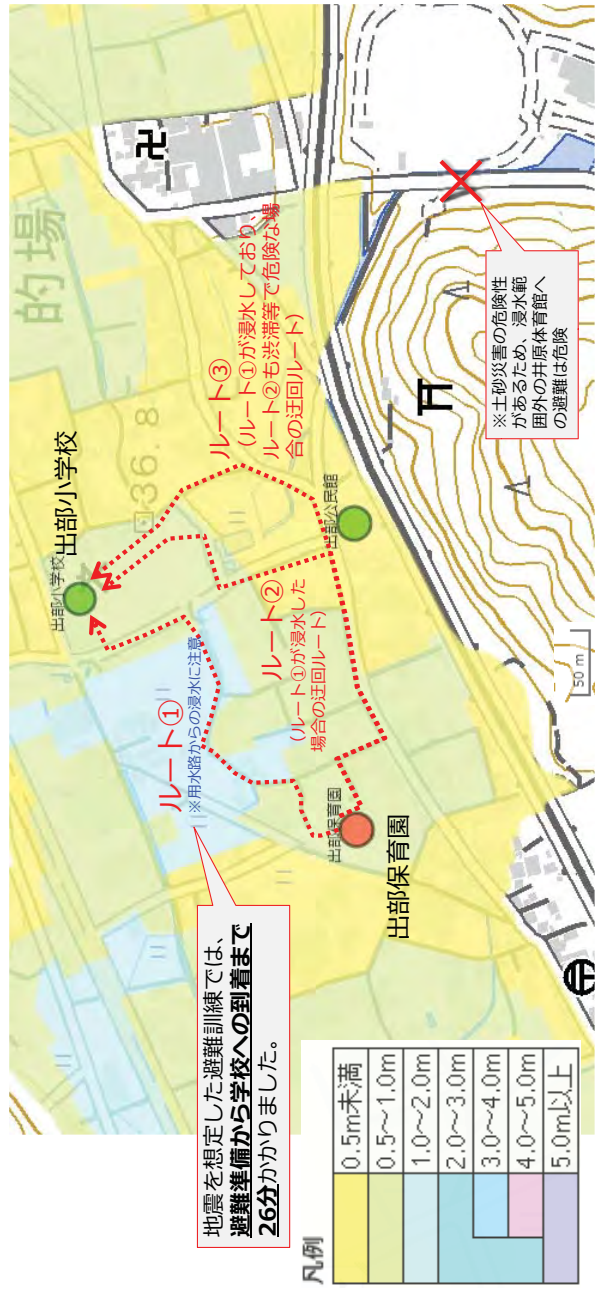 地震を想定した避難訓練では、
避難準備から学校への到着まで
26分かかりました。
ルート①
※用水路からの浸水に注意
ルート②
(ルート①が浸水した
場合の迂回ルート)
ルート③
(ルート①が浸水しており、
ルート②も渋滞等で危険な場
合の迂回ルート)
出部小学校
出部小学校
出部公民館
出部保育園
出部保育園
的場
36.8
※土砂災害の危険性
があるため、浸水範
囲外の井原体育館へ
の避難は危険
50 m
凡例
0.5m未満
0.5~1.0m
1.0~2.0m
2.0~3.0m
3.0~4.0m
4.0~5.0m
5.0m以上